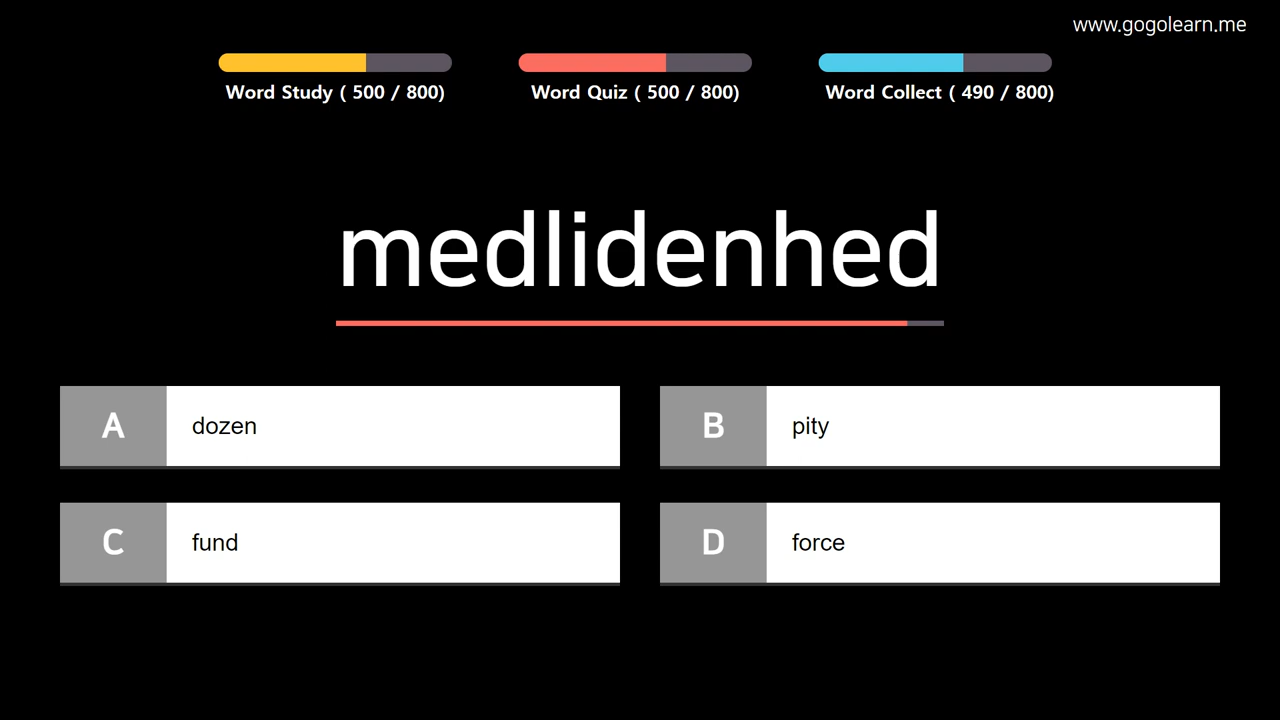 www.gogolearn.me
Word Study ( 500 / 800)
Word Quiz ( 500 / 800)
Word Collect ( 490 / 800)
medlidenhed
A dozen
B pity
C fund
D force